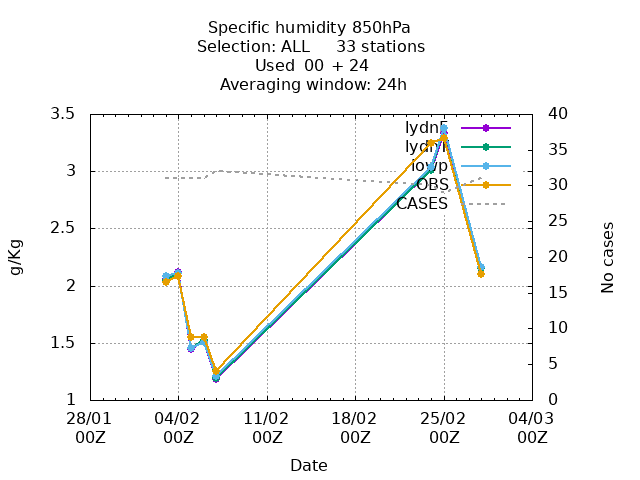 Specific humidity 850hPa
Selection: ALL 33 stations
Used 00 + 24
Averaging window: 24h
g/Kg
3.5
3
2.5
2
1.5
1
40
35
30
25
20
15
10
5
0
No cases
IOWP
OBS
CASES
28/01 04/02 11/02 18/02 25/02 04/03
00Z 00Z 00Z 00Z 00Z 00Z
Date